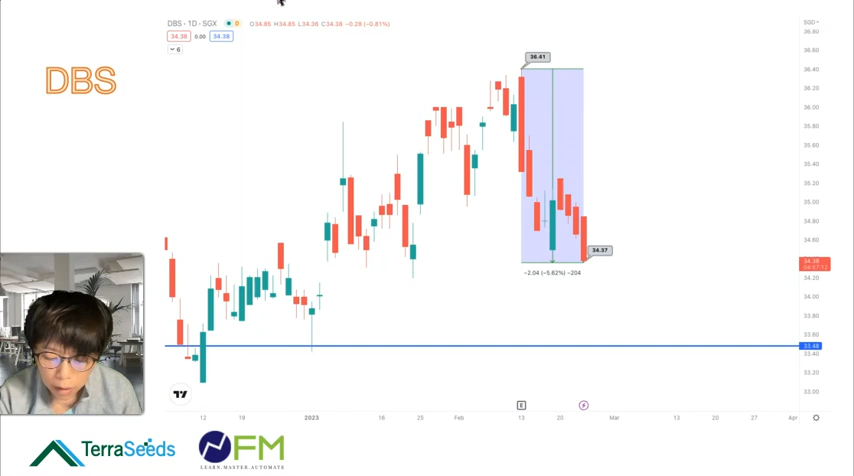 DBS · 1D · SGX D O34.85 H34.85 L34.36 C34.38 −0.28 (−0.81%)
34.38 0.00 34.38
6
DBS
SGD
36.80
36.60
36.40
36.20
36.00
35.80
35.60
35.40
35.20
35.00
34.80
34.60
34.38
34.20
34.00
33.80
33.60
33.48
33.40
33.20
33.00
36.41
34.37
−2.04 (−5.62%) −204
E
12 19 2023 16 25 Feb 13 20 Mar 13 20 27 Apr
TerraSeeds
FM
LEARN. MASTER. AUTOMATE